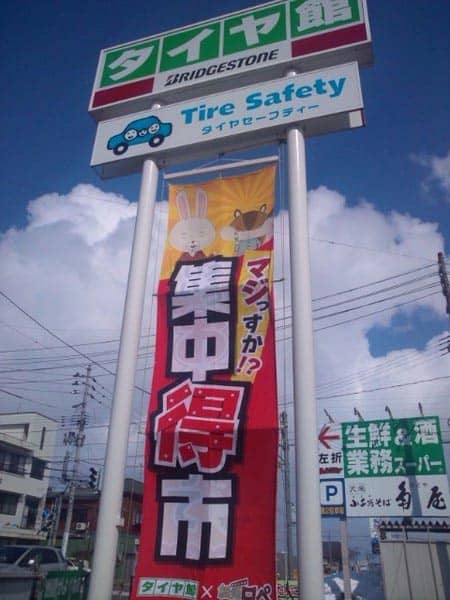 タイヤ館
BRIDGESTONE
Tire Safety
タイヤセーフティー
マジっすか!?
集中得市
タイヤ館×
ロペ
左折
P
生鮮&酒
業務スーパー